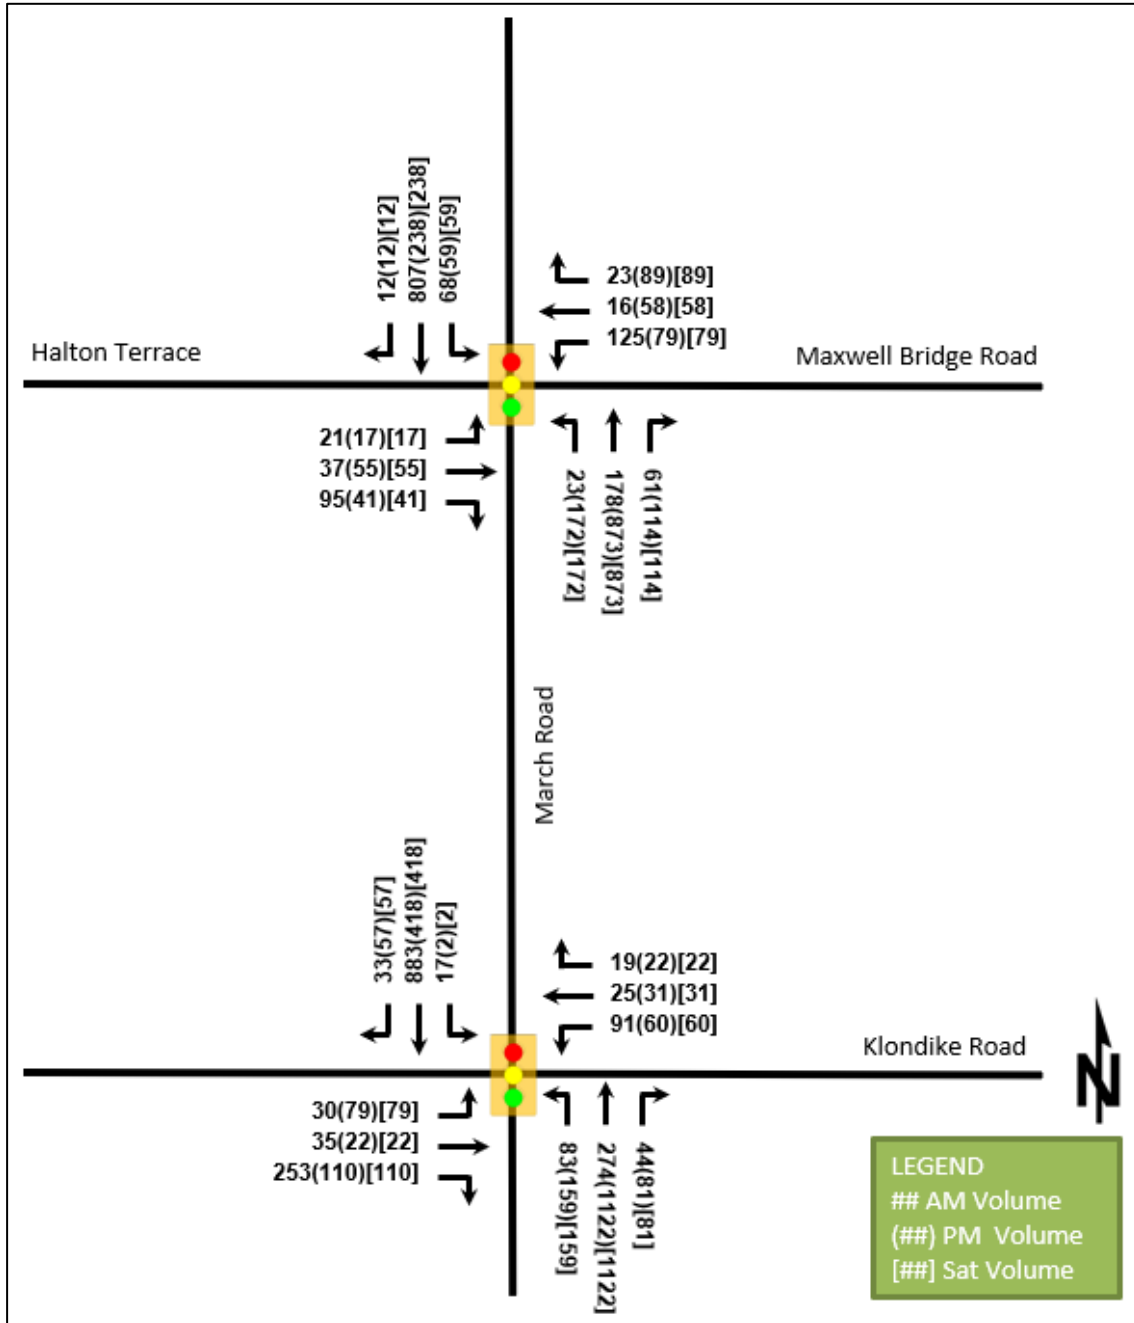 12(12)[12]
807(238)[238]
68(59)[59]
23(89)[89]
16(58)[58]
125(79)[79]
Halton Terrace
Maxwell Bridge Road
21(17)[17]
37(55)[55]
95(41)[41]
23(172)[172]
178(873)[873]
61(114)[114]
March Road
33(57)[57]
883(418)[418]
17(2)[2]
19(22)[22]
25(31)[31]
91(60)[60]
Klondike Road
30(79)[79]
35(22)[22]
253(110)[110]
83(159)[159]
274(1122)[1122]
44(81)[81]
N
LEGEND
## AM Volume
(##) PM Volume
[##] Sat Volume